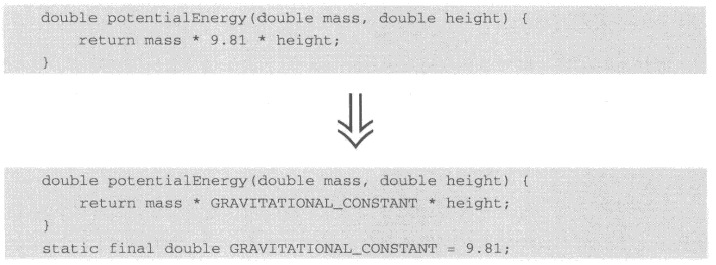 double potentialEnergy(double mass, double height) {
    return mass * 9.81 * height;
}
double potentialEnergy(double mass, double height) {
    return mass * GRAVITATIONAL_CONSTANT * height;
}
static final double GRAVITATIONAL_CONSTANT = 9.81;